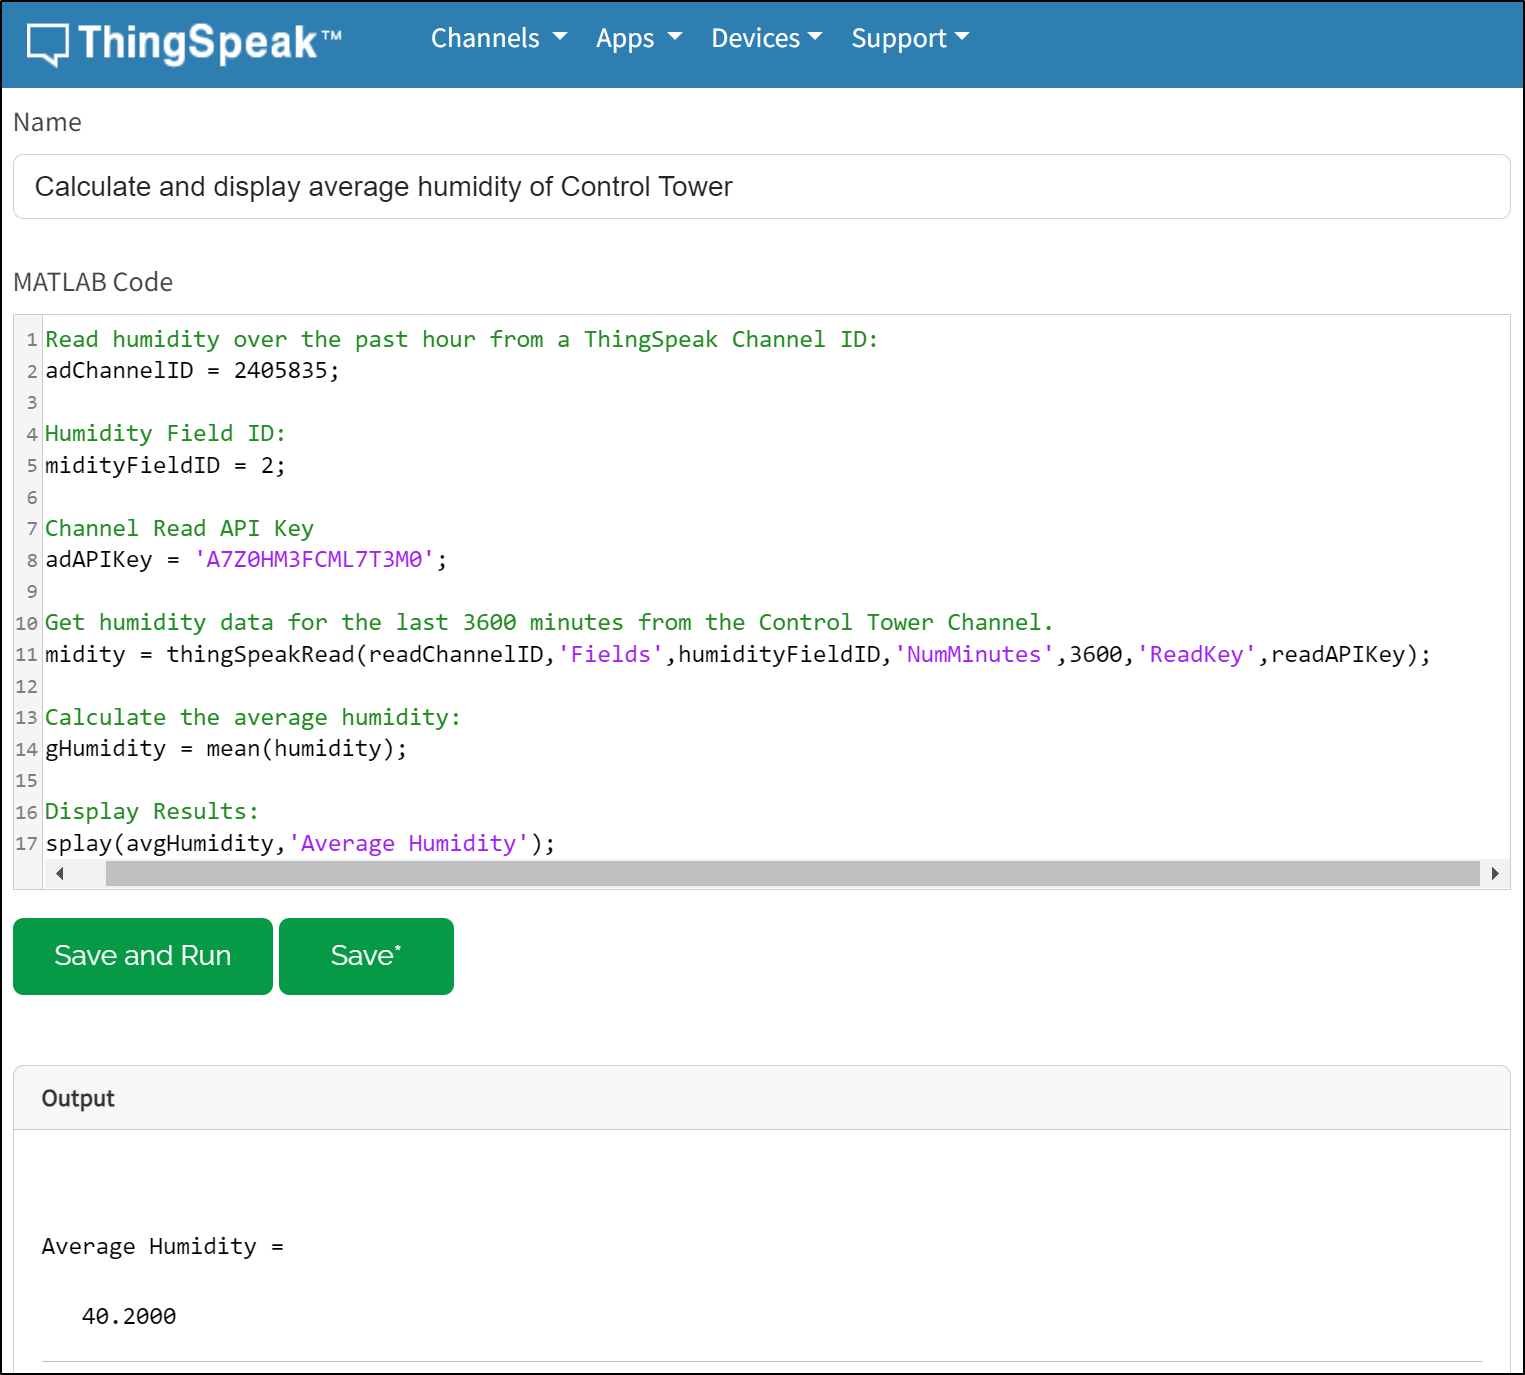 ThingSpeak™ Channels Apps Devices Support
Name
Calculate and display average humidity of Control Tower
MATLAB Code
1 Read humidity over the past hour from a ThingSpeak Channel ID:
2 adChannelID = 2405835;
3
4 Humidity Field ID:
5 midityFieldID = 2;
6
7 Channel Read API Key
8 adAPIKey = 'A7Z0HM3FCML7T3M0';
9
10 Get humidity data for the last 3600 minutes from the Control Tower Channel.
11 midity = thingSpeakRead(readChannelID,'Fields',humidityFieldID,'NumMinutes',3600,'ReadKey',readAPIKey);
12
13 Calculate the average humidity:
14 gHumidity = mean(humidity);
15
16 Display Results:
17 splay(avgHumidity,'Average Humidity');
Save and Run Save*
Output
Average Humidity =
40.2000